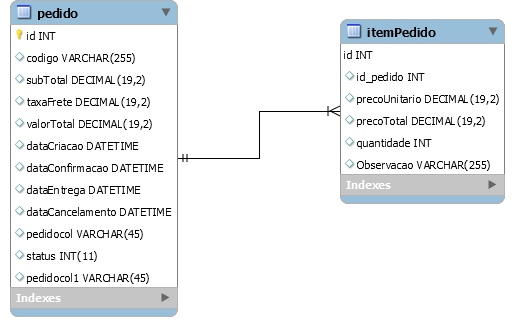 pedido
id INT
codigo VARCHAR(255)
subTotal DECIMAL(19,2)
taxaFrete DECIMAL(19,2)
valorTotal DECIMAL(19,2)
dataCriacao DATETIME
dataConfirmacao DATETIME
dataEntrega DATETIME
dataCancelamento DATETIME
pedidocol VARCHAR(45)
status INT(11)
pedidocol1 VARCHAR(45)
Indexes
itemPedido
id INT
id_pedido INT
precoUnitario DECIMAL(19,2)
precoTotal DECIMAL(19,2)
quantidade INT
Observacao VARCHAR(255)
Indexes